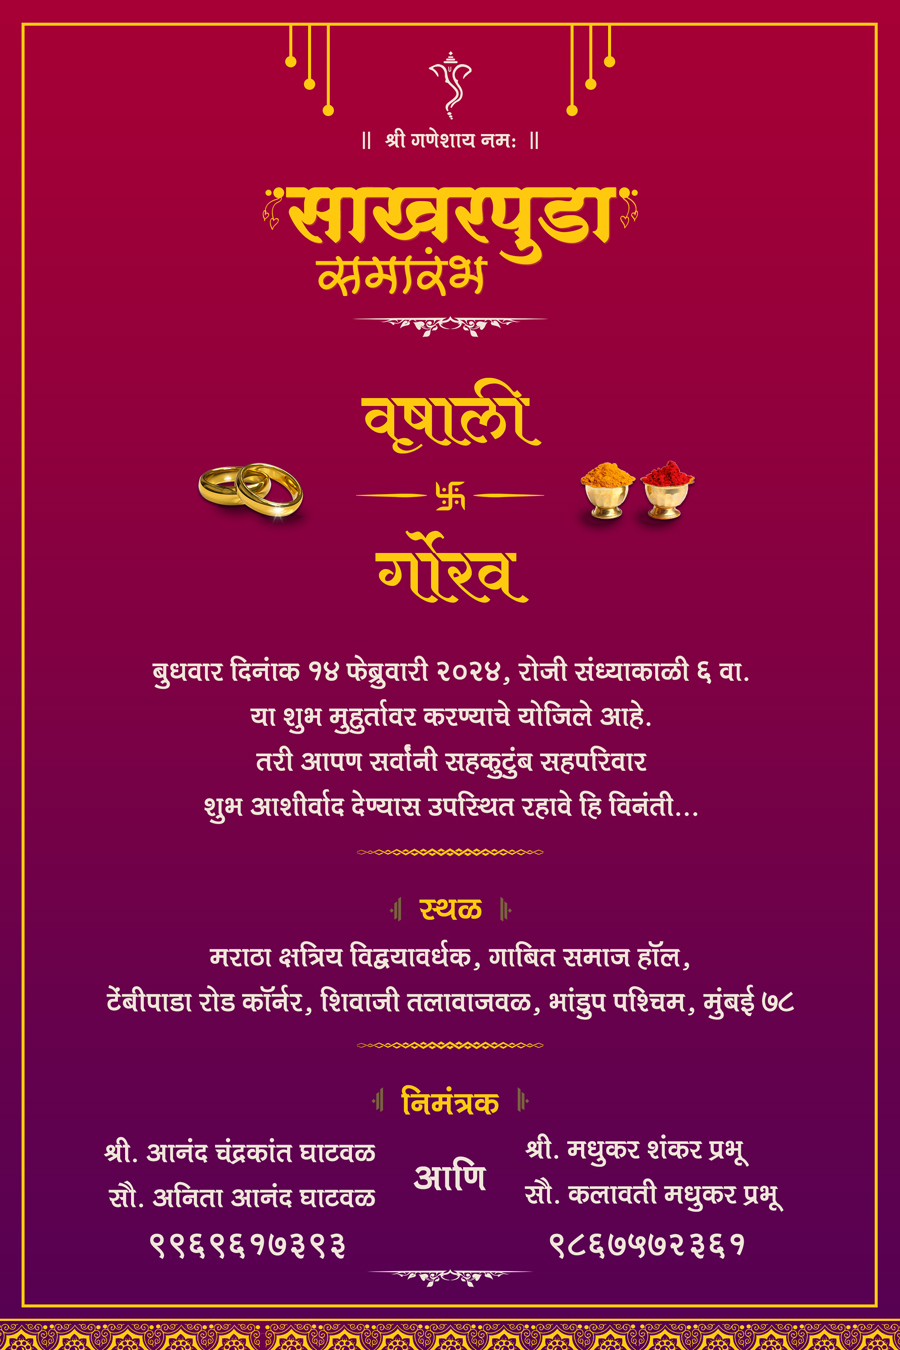 ॥ श्री गणेशाय नमः ॥
साखरपुडा
समारंभ
वृषाली
卐
गौरव
बुधवार दिनांक १४ फेब्रुवारी २०२४, रोजी संध्याकाळी ६ वा.
या शुभ मुहुर्तावर करण्याचे योजिले आहे.
तरी आपण सर्वांनी सहकुटुंब सहपरिवार
शुभ आशीर्वाद देण्यास उपस्थित रहावे हि विनंती...
स्थळ
मराठा क्षत्रिय विद्वयावर्धक, गाबित समाज हॉल,
टेंबीपाडा रोड कॉर्नर, शिवाजी तलावाजवळ, भांडुप पश्चिम, मुंबई ७८
निमंत्रक
श्री. आनंद चंद्रकांत घाटवळ
सौ. अनिता आनंद घाटवळ
९९६९६१७३९३
आणि
श्री. मधुकर शंकर प्रभू
सौ. कलावती मधुकर प्रभू
९८६७५७२३६१